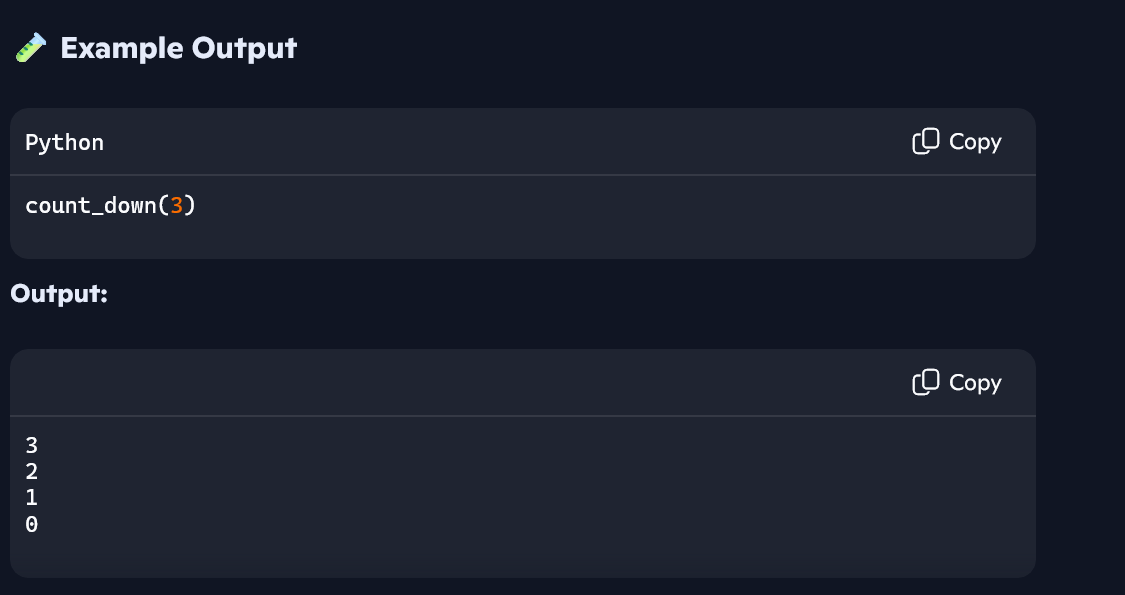 Example Output
Python
Copy
count_down(3)
Output:
Copy
3
2
1
0